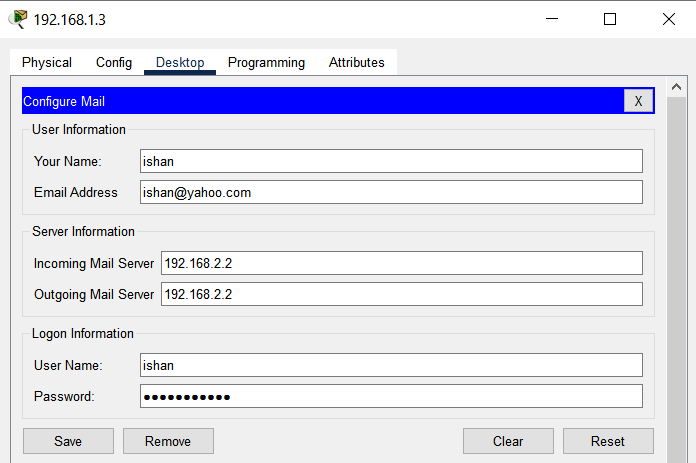 192.168.1.3
Physical Config Desktop Programming Attributes
Configure Mail X
User Information
Your Name: ishan
Email Address ishan@yahoo.com
Server Information
Incoming Mail Server 192.168.2.2
Outgoing Mail Server 192.168.2.2
Logon Information
User Name: ishan
Password: ●●●●●●●●●●●
Save Remove Clear Reset